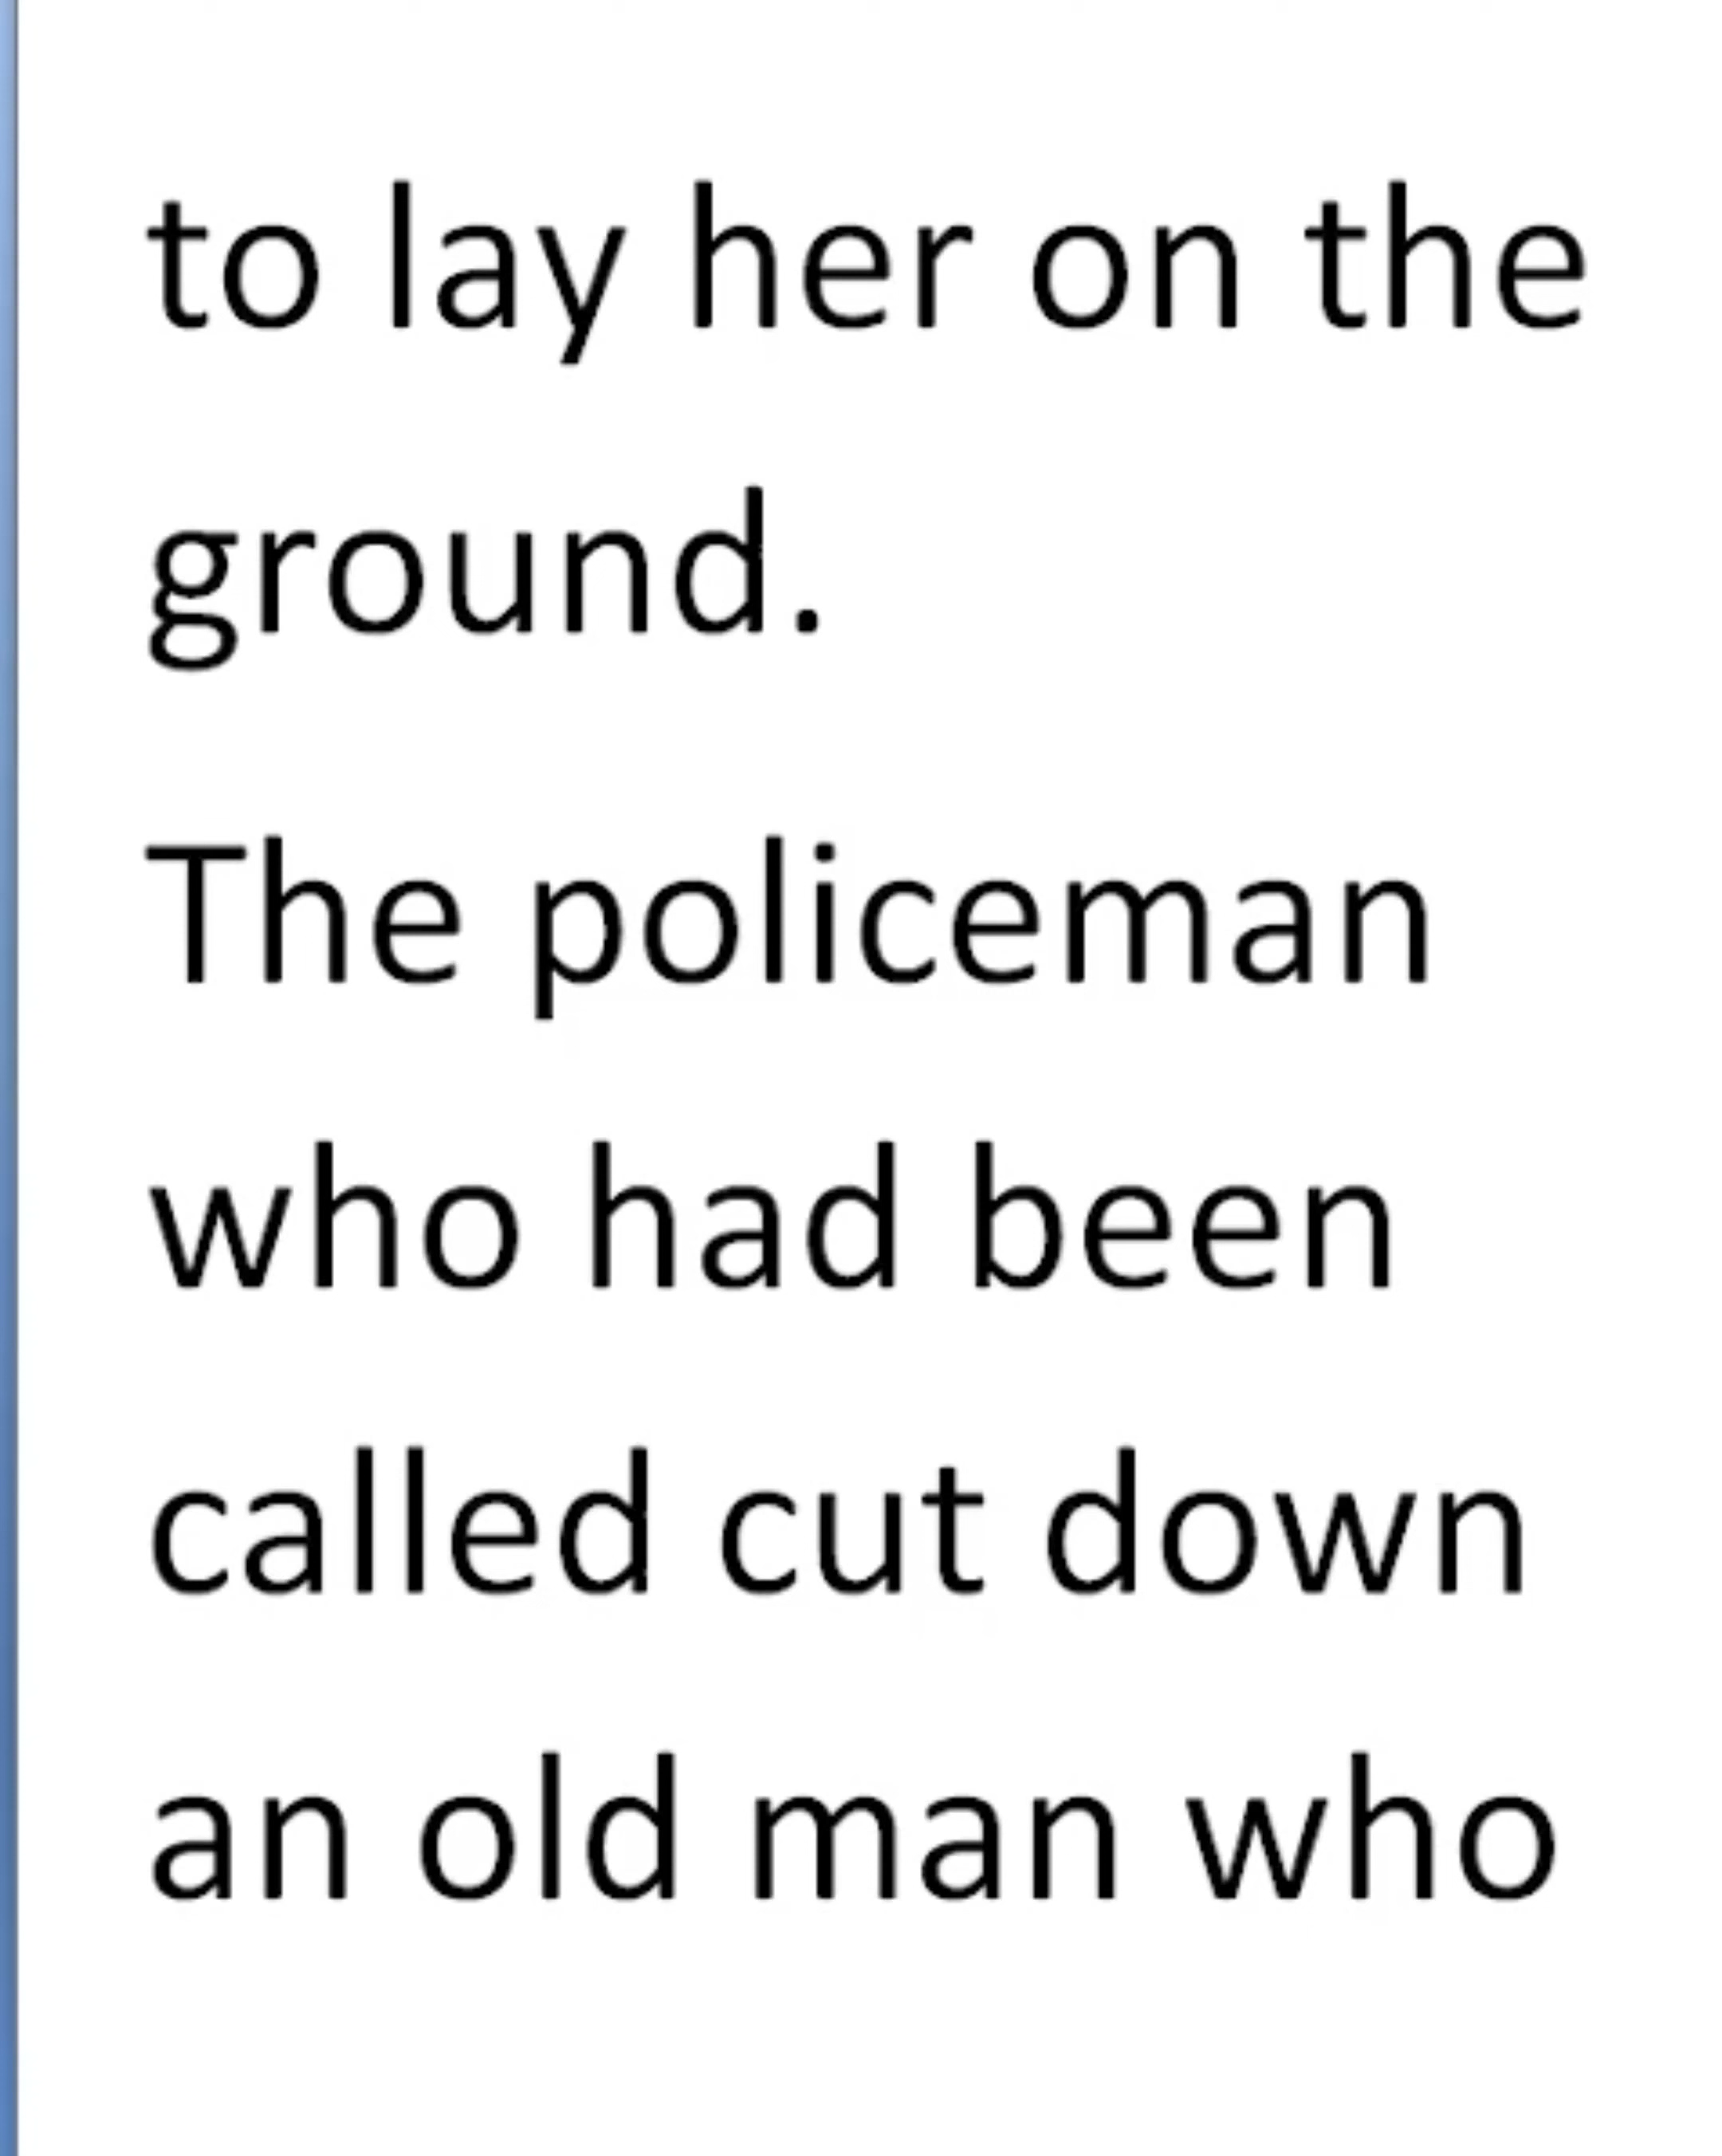 to lay her on the
ground.
The policeman
who had been
called cut down
an old man who